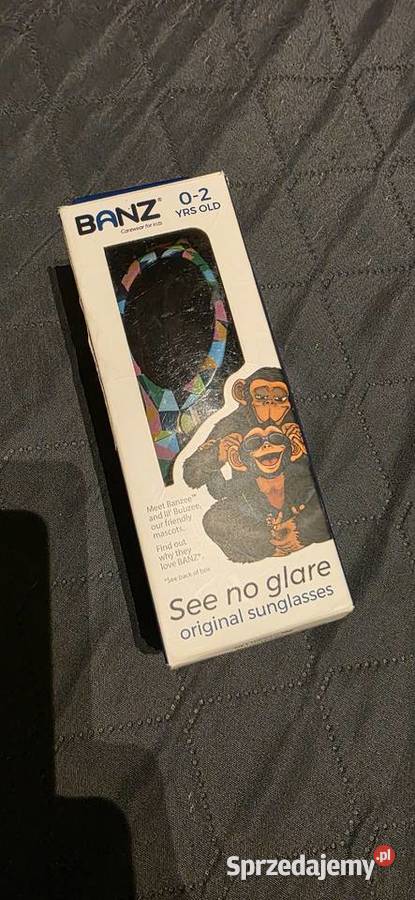 BANZ®
Carewear for kids
0-2
YRS OLD
Meet Banzee™
and lil' Bubzee,
our friendly
mascots.
Find out
why they
love BANZ*.
*See back of box
See no glare
original sunglasses
Sprzedajemy.pl